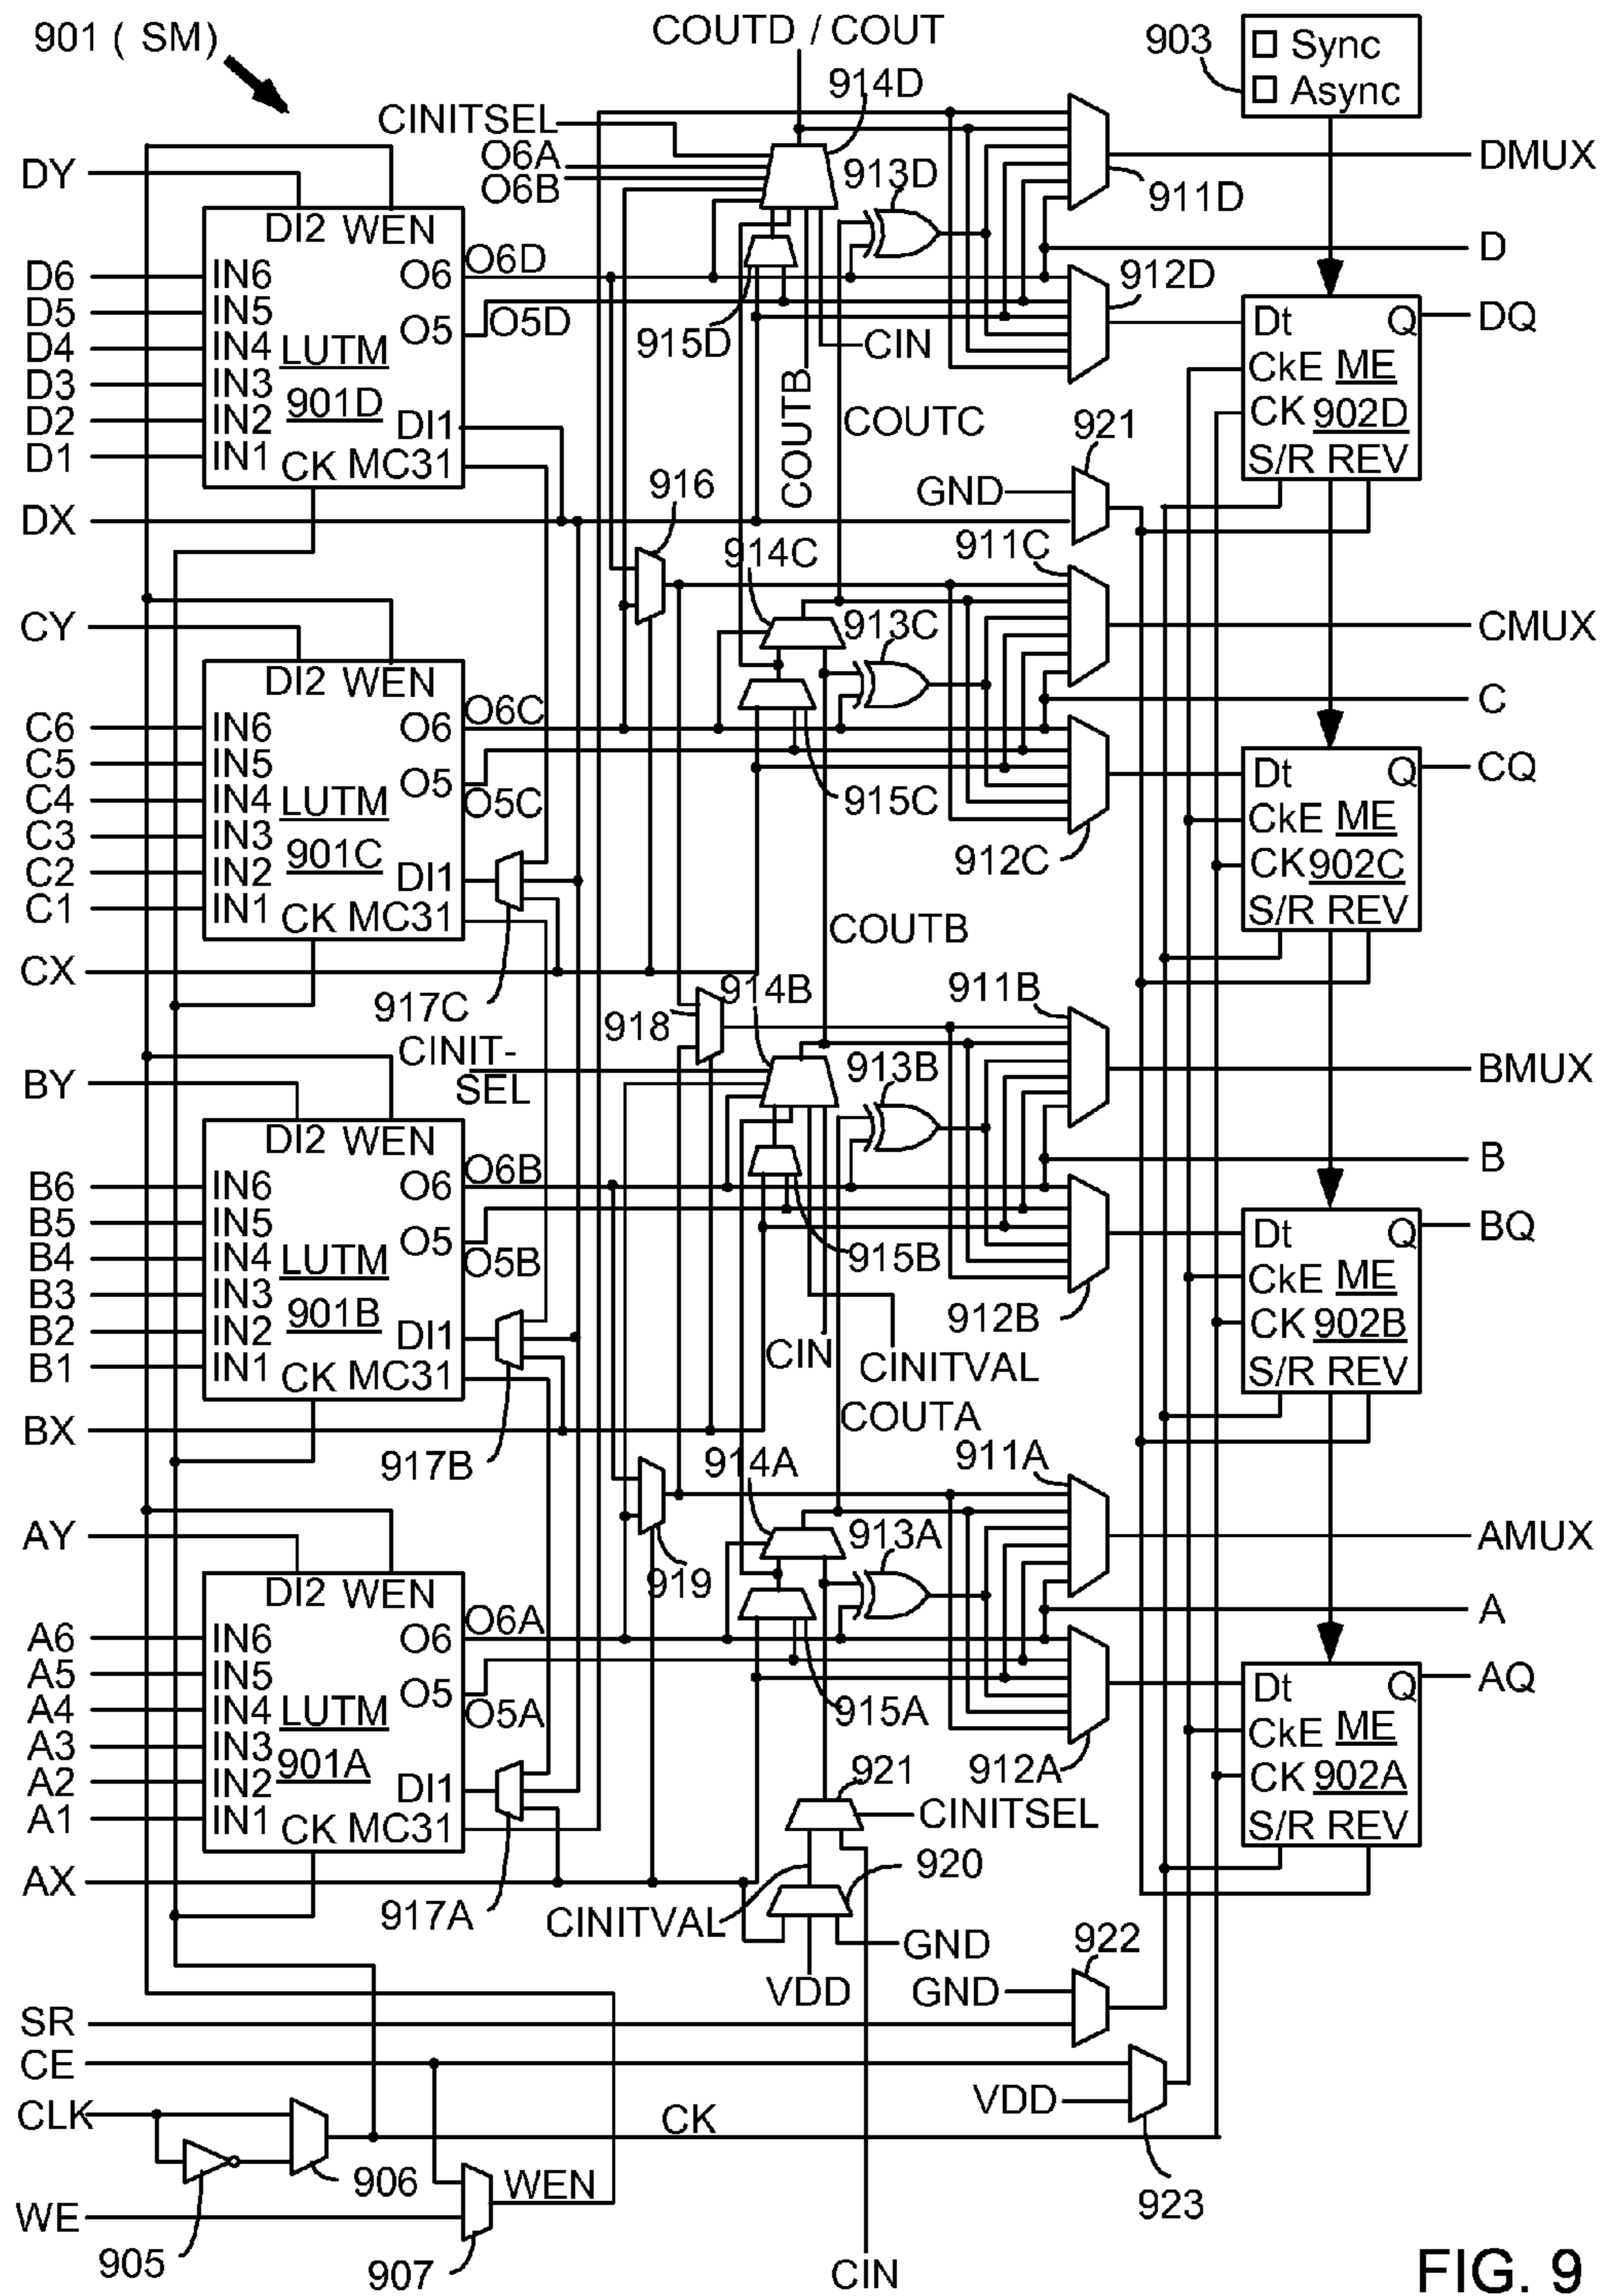 901 ( SM)
COUTD / COUT
903
Sync
Async
914D
CINITSEL
O6A
O6B
913D
DMUX
911D
DY
DI2 WEN
O6D
D
D6
IN6
O6
912D
D5
IN5
O5D
D4
IN4
LUTM
O5
915D
CIN
Dt
Q
DQ
D3
IN3
901D
CkE ME
D2
IN2
DI1
COUTB
COUTC
CK 902D
D1
IN1
CK MC31
921
S/R REV
916
GND
DX
914C
911C
CY
913C
CMUX
DI2 WEN
O6C
C
C6
IN6
O6
C5
IN5
O5
Dt
Q
CQ
C4
IN4
LUTM
O5C
915C
CkE ME
C3
IN3
901C
912C
C2
IN2
DI1
CK 902C
C1
IN1
CK MC31
S/R REV
COUTB
CX
917C
914B
911B
918
CINIT-
SEL
BY
913B
BMUX
DI2 WEN
O6B
B
B6
IN6
O6
B5
IN5
O5
Dt
Q
BQ
B4
IN4
LUTM
O5B
915B
CkE ME
B3
IN3
901B
912B
B2
IN2
DI1
CK 902B
B1
IN1
CK MC31
CIN
CINITVAL
S/R REV
COUTA
BX
917B
914A
911A
AY
913A
AMUX
DI2 WEN
919
O6A
A
A6
IN6
O6
A5
IN5
O5
Dt
Q
AQ
A4
IN4
LUTM
O5A
915A
CkE ME
A3
IN3
901A
912A
A2
IN2
DI1
921
CK 902A
A1
IN1
CK MC31
CINITSEL
S/R REV
AX
920
917A
CINITVAL
GND
922
VDD
GND
SR
CE
VDD
CLK
CK
906
WEN
923
WE
905
907
CIN
FIG. 9